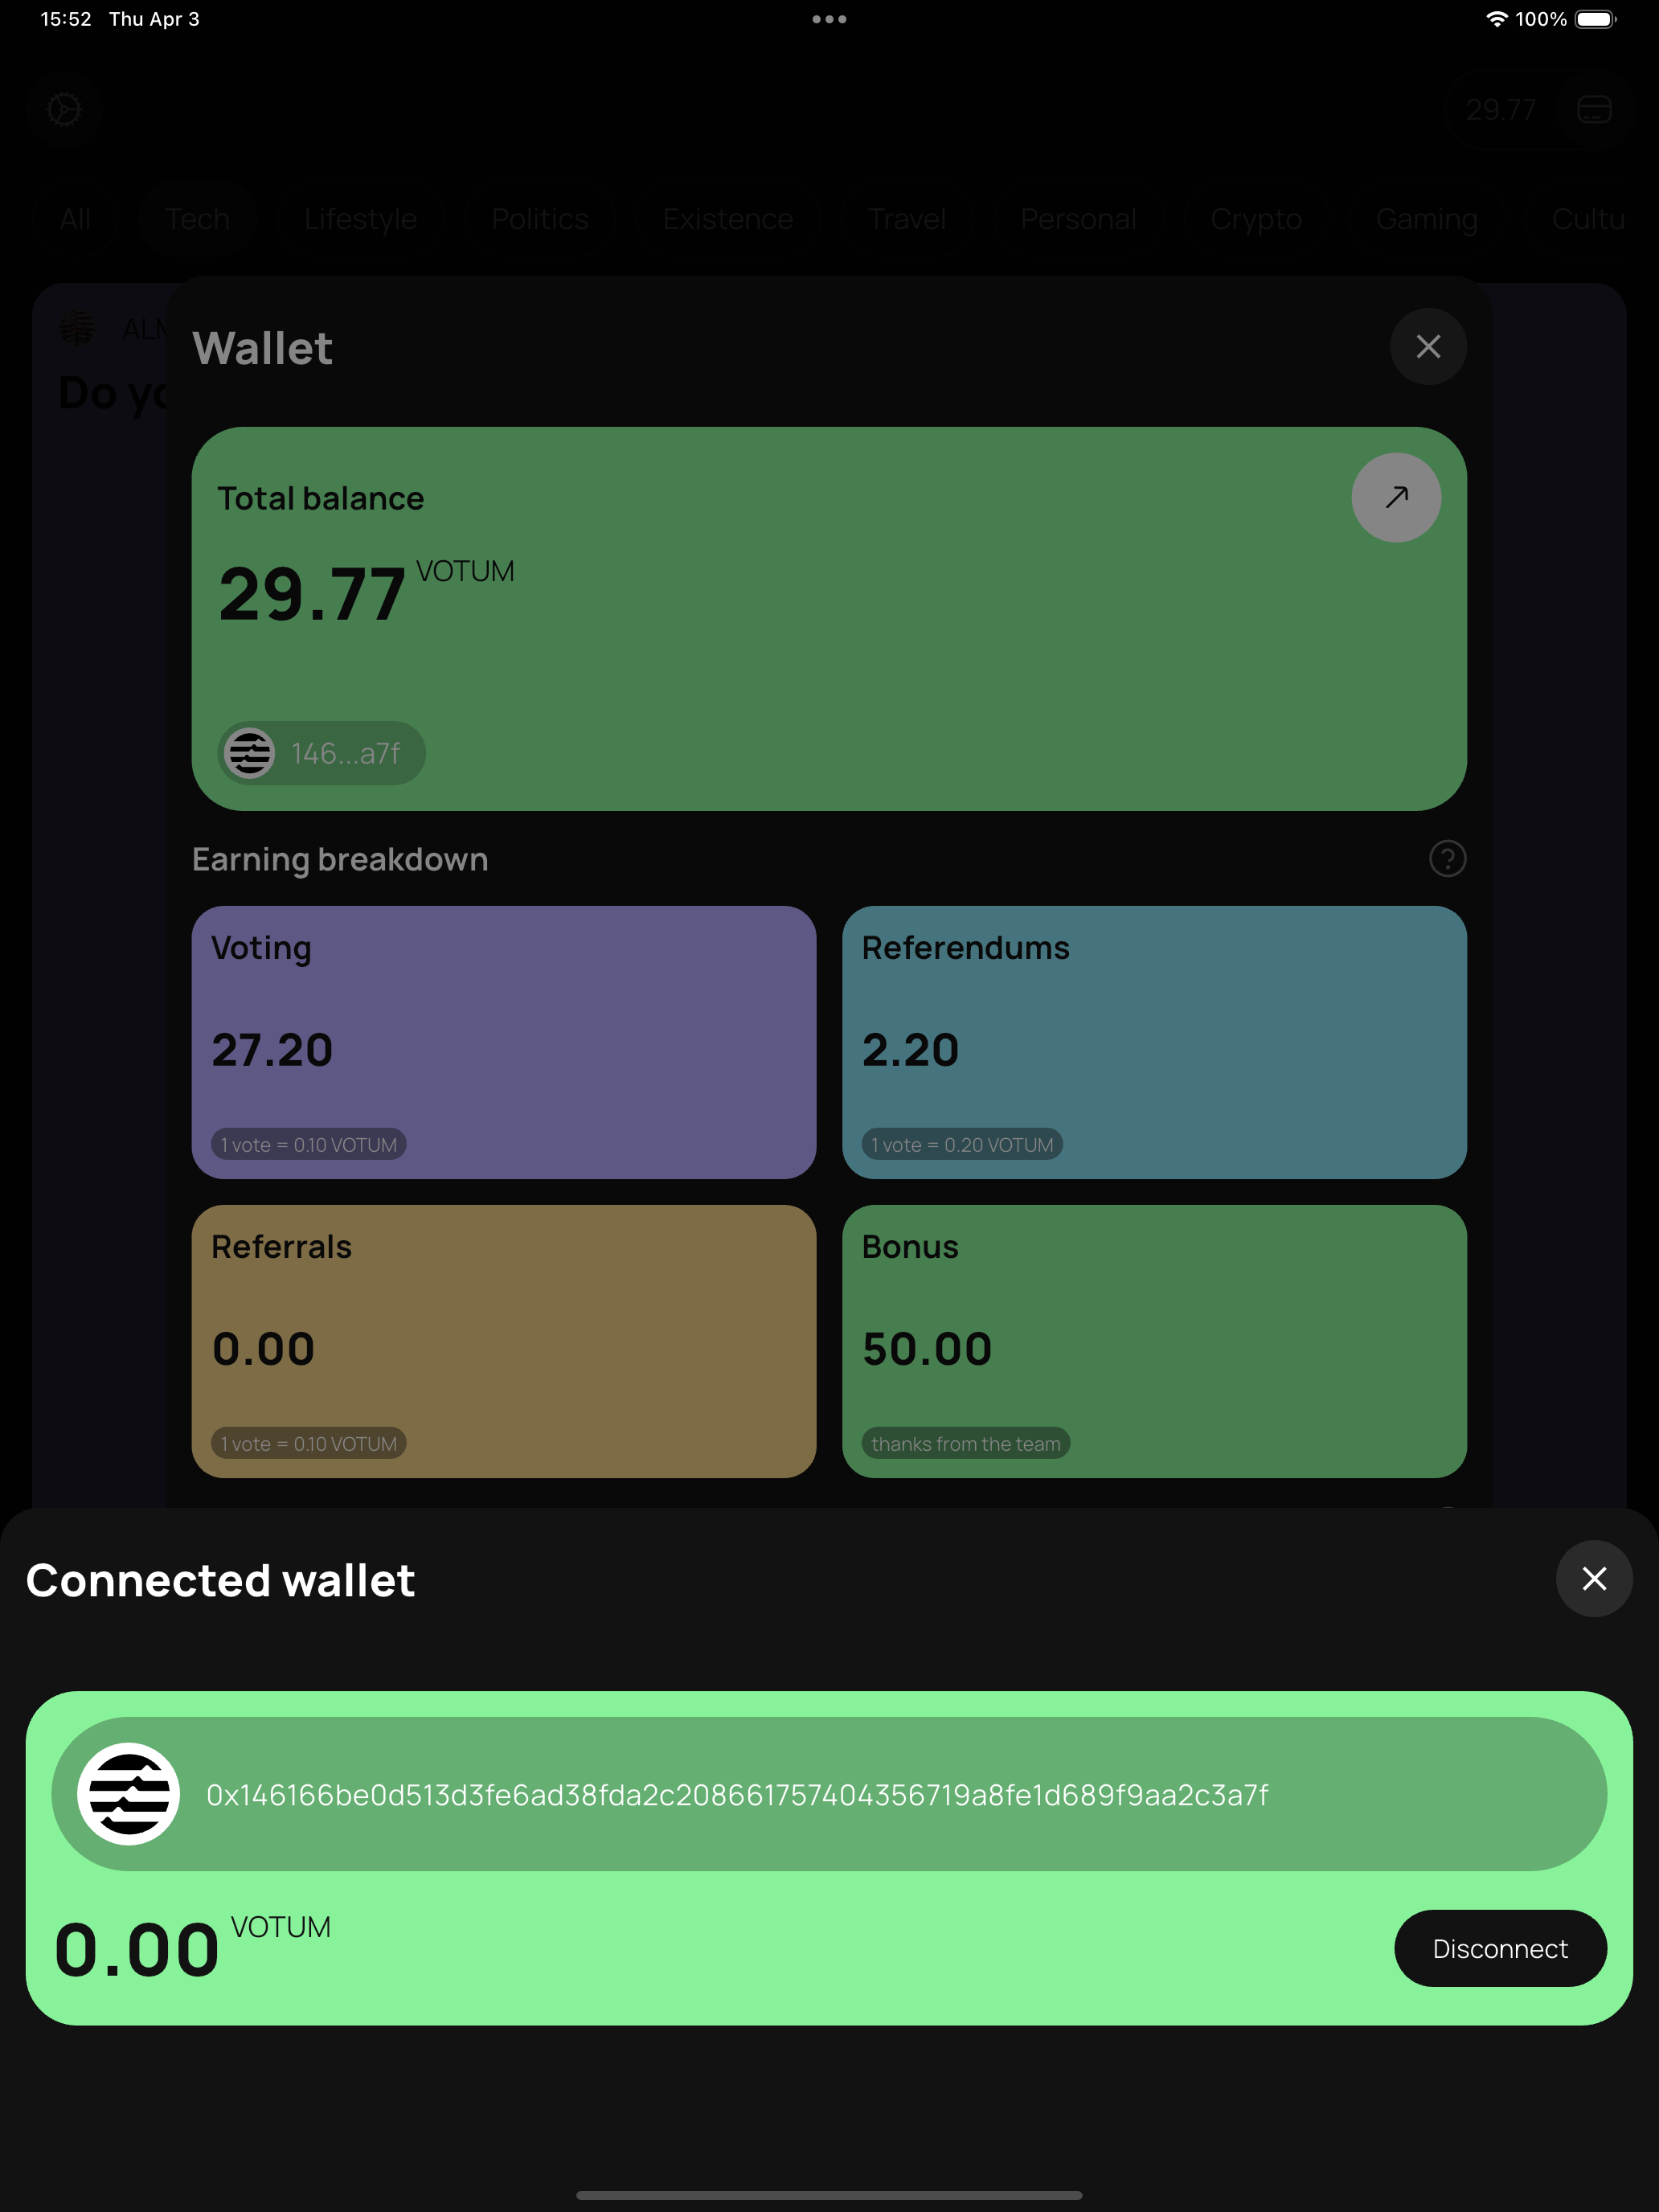 15:52 Thu Apr 3
100%
29.77
All Tech Lifestyle Politics Existence Travel Personal Crypto Gaming Cultu
Wallet
Total balance
29.77 VOTUM
146...a7f
Earning breakdown
Voting
27.20
1 vote = 0.10 VOTUM
Referendums
2.20
1 vote = 0.20 VOTUM
Referrals
0.00
1 vote = 0.10 VOTUM
Bonus
50.00
thanks from the team
Connected wallet
0x146166be0d513d3fe6ad38fda2c208661757404356719a8fe1d689f9aa2c3a7f
0.00 VOTUM
Disconnect